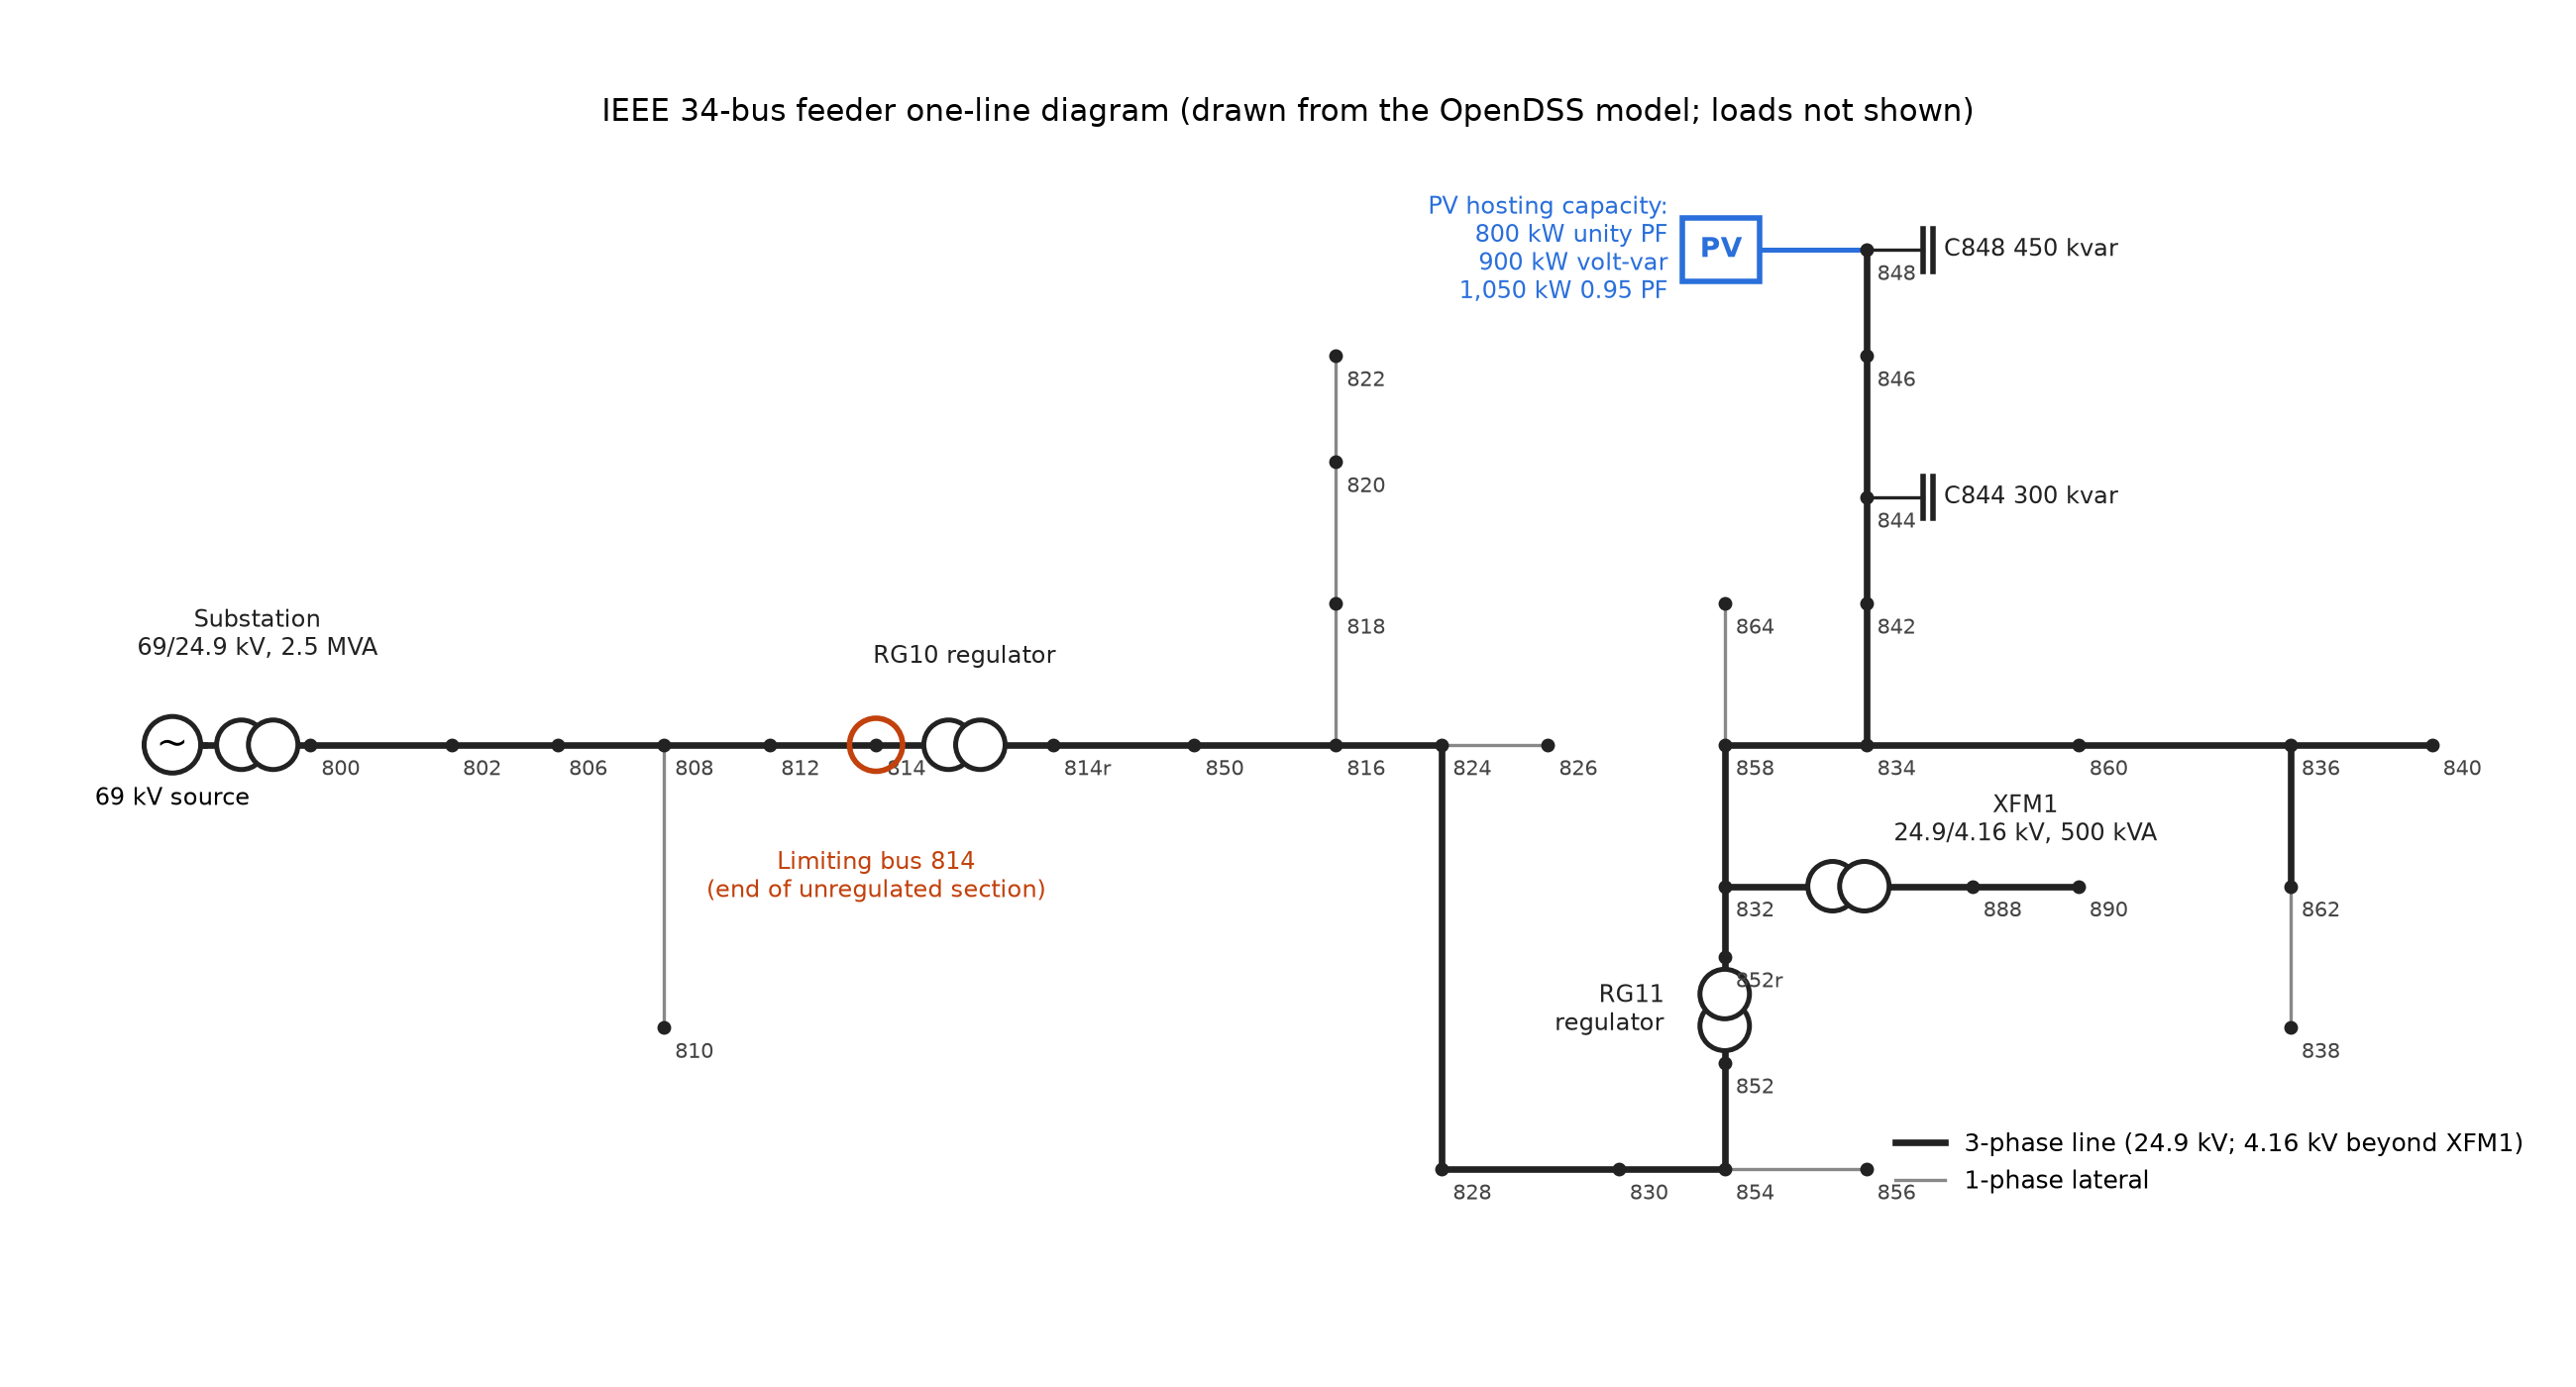 IEEE 34-bus feeder one-line diagram (drawn from the OpenDSS model; loads not shown)
PV hosting capacity:
800 kW unity PF
900 kW volt-var
1,050 kW 0.95 PF
PV
C848 450 kvar
848
822
846
820
C844 300 kvar
844
Substation
69/24.9 kV, 2.5 MVA
RG10 regulator
818
864
842
~
69 kV source
800
802
806
808
812
814
814r
850
816
824
826
858
834
860
836
840
XFM1
24.9/4.16 kV, 500 kVA
Limiting bus 814
(end of unregulated section)
832
888
890
862
852r
RG11
regulator
810
838
852
3-phase line (24.9 kV; 4.16 kV beyond XFM1)
1-phase lateral
828
830
854
856